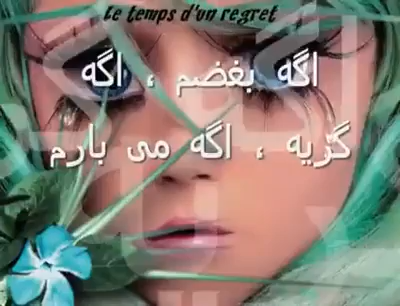 Le temps d'un regret
اگه بغضم ، اگه
گریه ، اگه می بارم